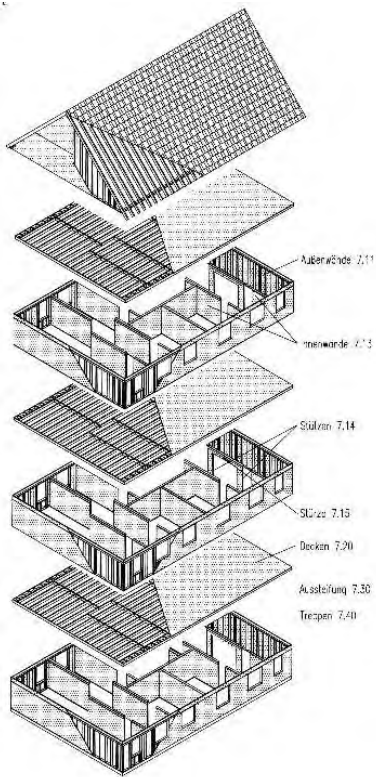 Außenwände 7.11
Innenwände 7.13
Stützen 7.14
Stürze 7.15
Decken 7.20
Aussteifung 7.30
Treppen 7.40